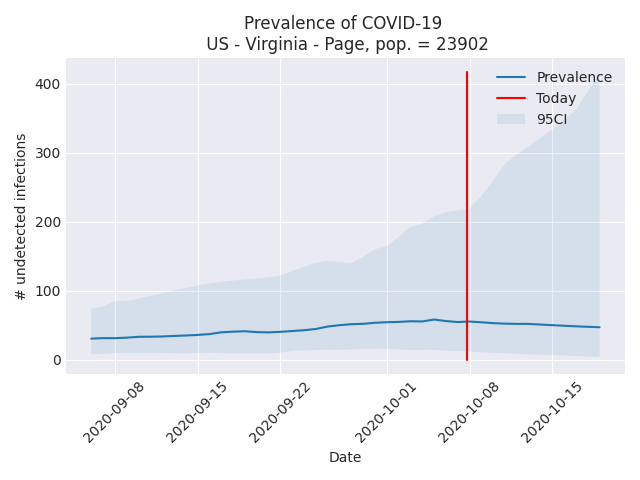 Prevalence of COVID-19
US - Virginia - Page, pop. = 23902
# undetected infections
400
300
200
100
0
Prevalence
Today
95CI
2020-09-08
2020-09-15
2020-09-22
2020-10-01
2020-10-08
2020-10-15
Date